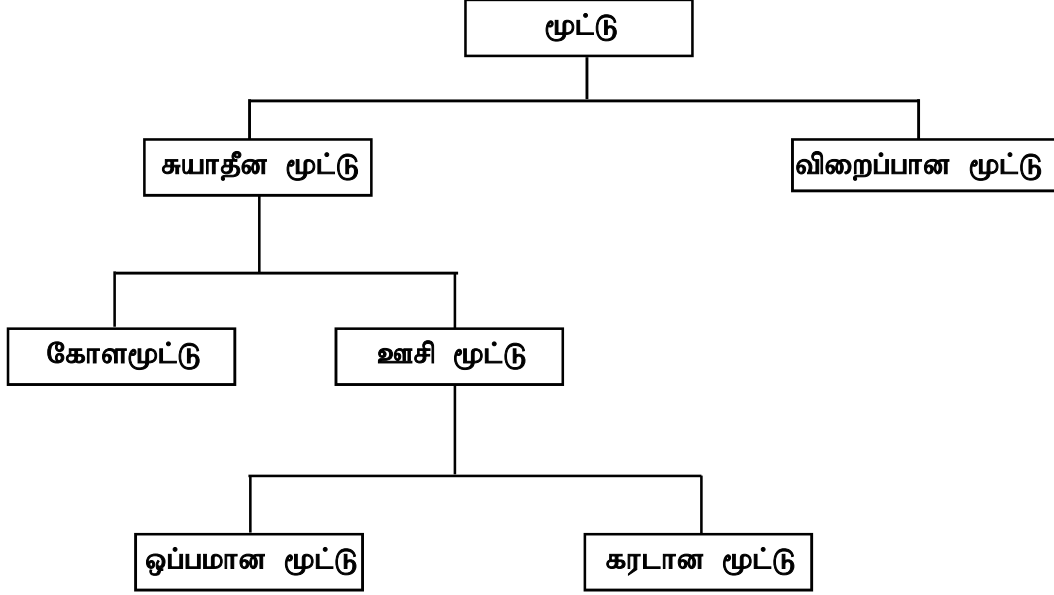 மூட்டு
சுயாதீன மூட்டு
விறைப்பான மூட்டு
கோளமூட்டு
ஊசி மூட்டு
ஒப்பமான மூட்டு
கரடான மூட்டு